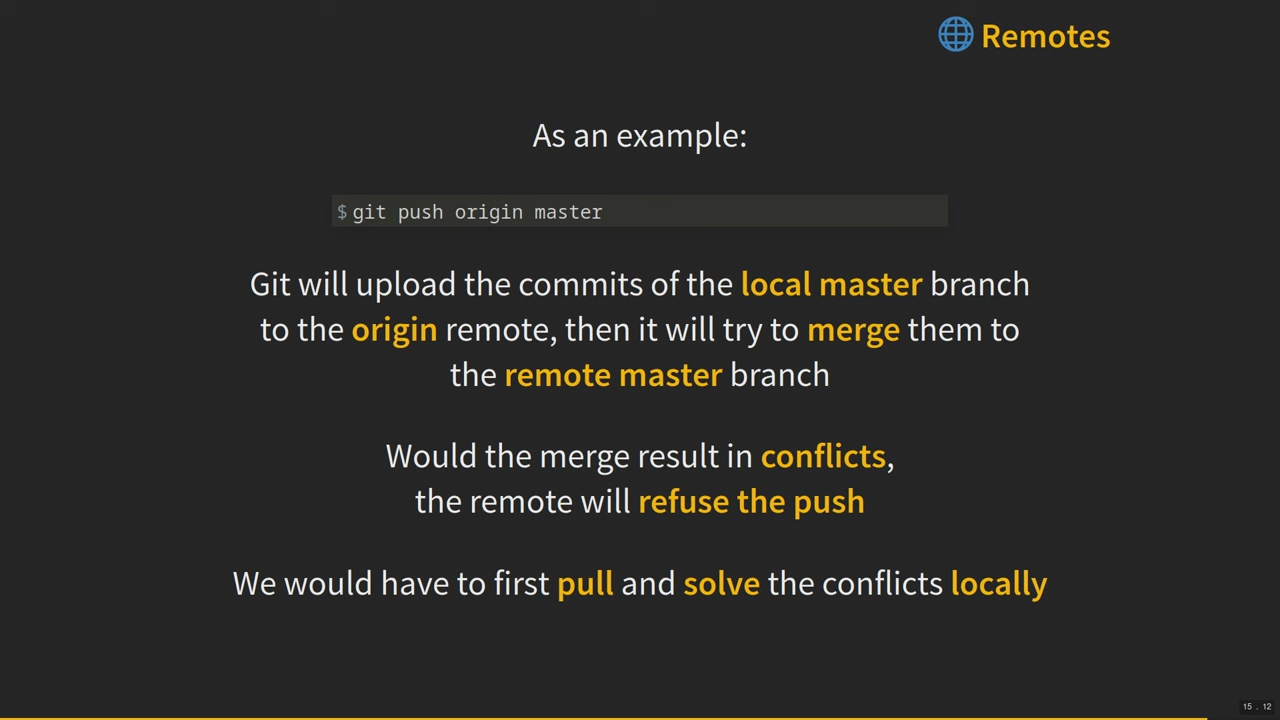 Remotes
As an example:
$ git push origin master
Git will upload the commits of the local master branch
to the origin remote, then it will try to merge them to
the remote master branch
Would the merge result in conflicts,
the remote will refuse the push
We would have to first pull and solve the conflicts locally
15 . 12